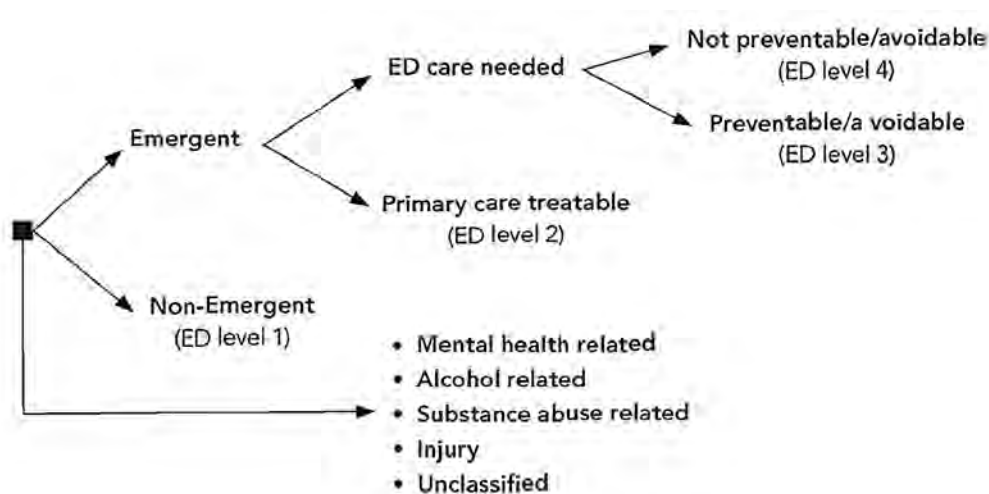 Not preventable/avoidable
(ED level 4)
ED care needed
Preventable/a voidable
(ED level 3)
Emergent
Primary care treatable
(ED level 2)
Non-Emergent
(ED level 1)
• Mental health related
• Alcohol related
• Substance abuse related
• Injury
• Unclassified